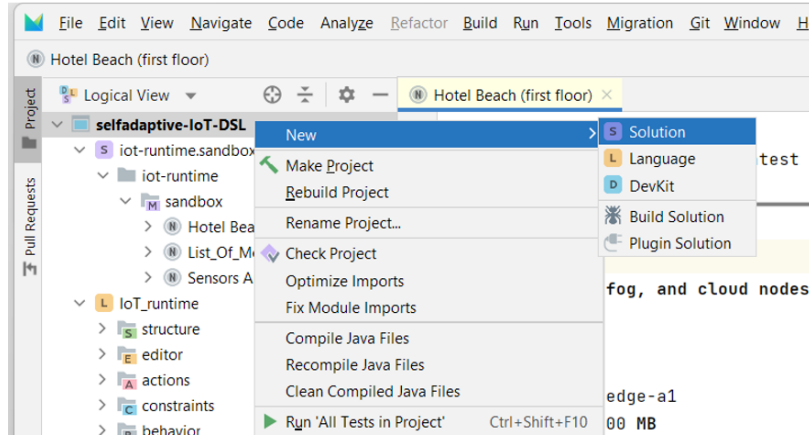 File Edit View Navigate Code Analyze Refactor Build Run Tools Migration Git Window H
N Hotel Beach (first floor)
Project
Pull Requests
Logical View
N Hotel Beach (first floor)
selfadaptive-IoT-DSL
S iot-runtime.sandbox
iot-runtime
M sandbox
N Hotel Bea
N List_Of_M
N Sensors A
L IoT_runtime
S structure
E editor
A actions
C constraints
B behavior
New
Make Project
Rebuild Project
Rename Project...
Check Project
Optimize Imports
Fix Module Imports
Compile Java Files
Recompile Java Files
Clean Compiled Java Files
Run 'All Tests in Project' Ctrl+Shift+F10
S Solution
L Language
D DevKit
Build Solution
Plugin Solution
test
fog, and cloud nodes
edge-a1
00 MB